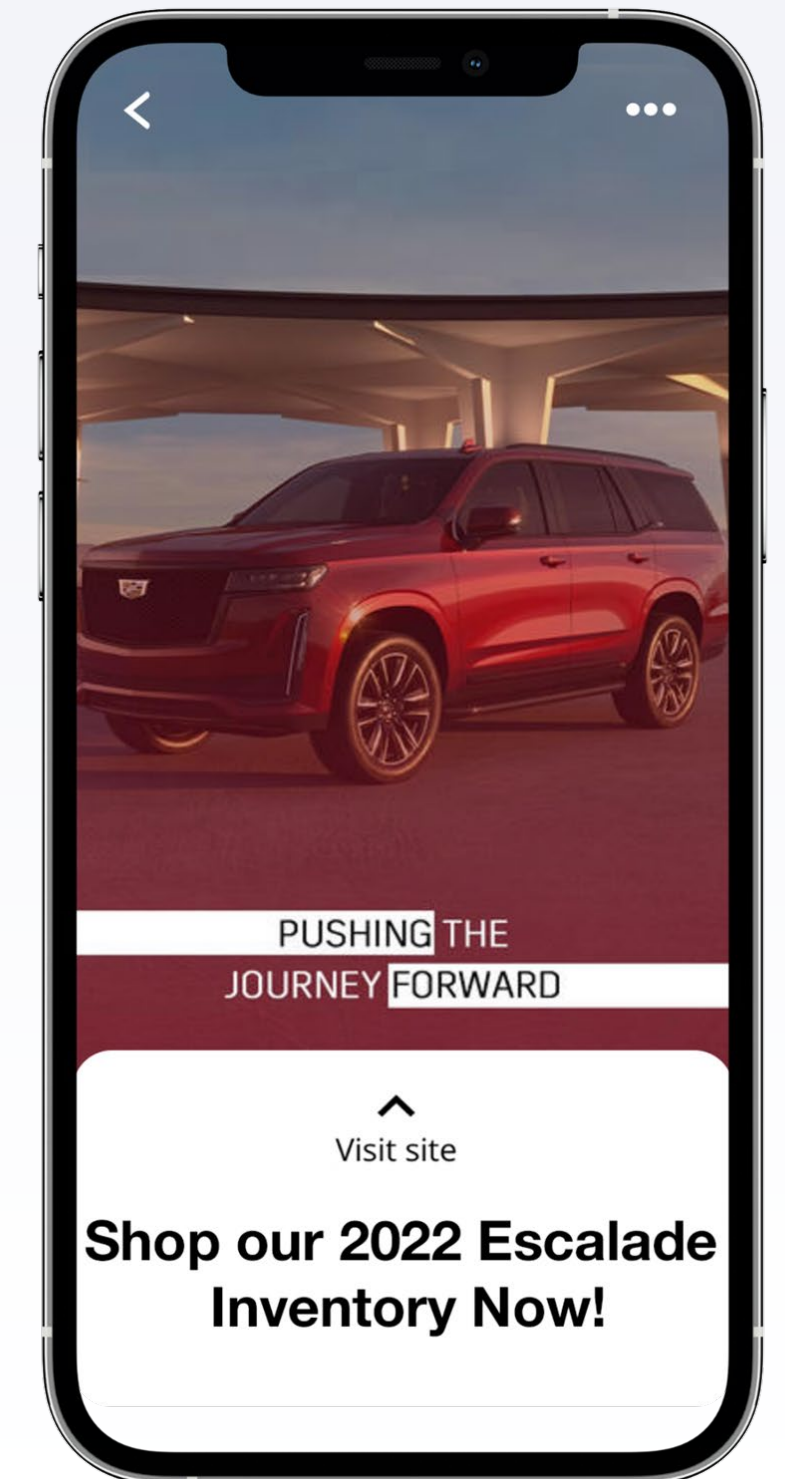 PUSHING THE
JOURNEY FORWARD
Visit site
Shop our 2022 Escalade
Inventory Now!